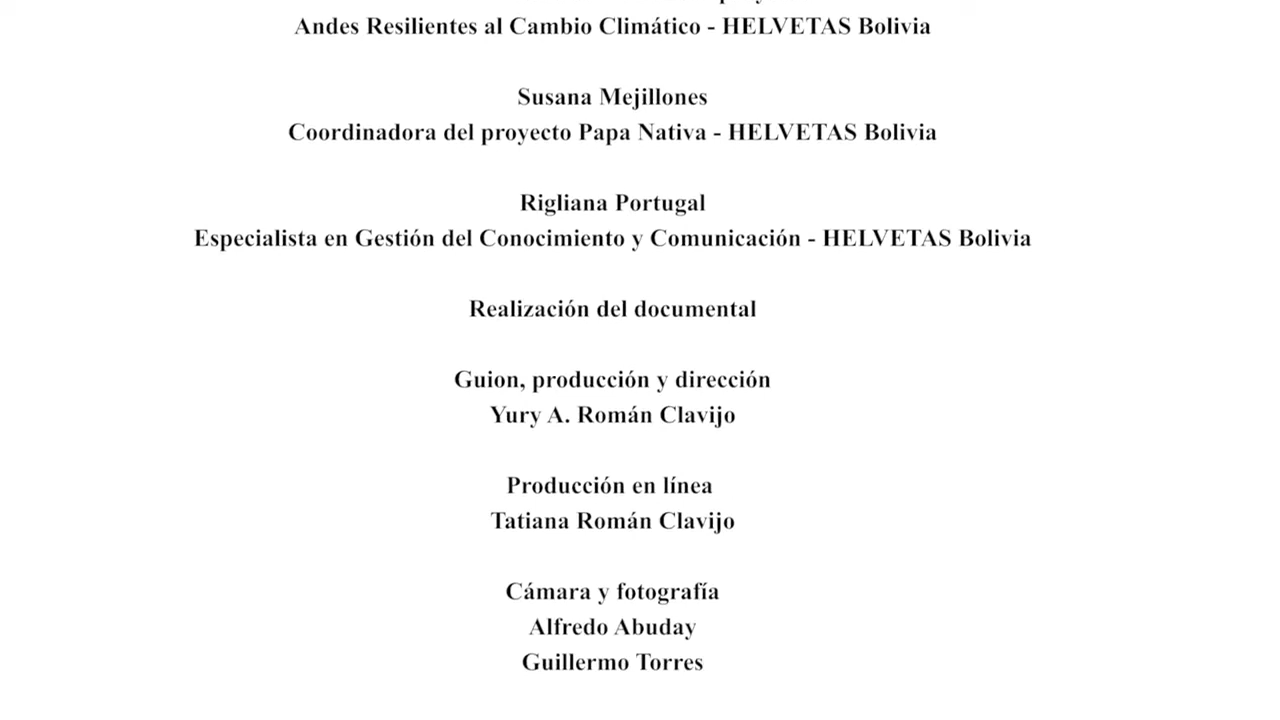 Andes Resilientes al Cambio Climático - HELVETAS Bolivia
Susana Mejillones
Coordinadora del proyecto Papa Nativa - HELVETAS Bolivia
Rigliana Portugal
Especialista en Gestión del Conocimiento y Comunicación - HELVETAS Bolivia
Realización del documental
Guion, producción y dirección
Yury A. Román Clavijo
Producción en línea
Tatiana Román Clavijo
Cámara y fotografía
Alfredo Abuday
Guillermo Torres